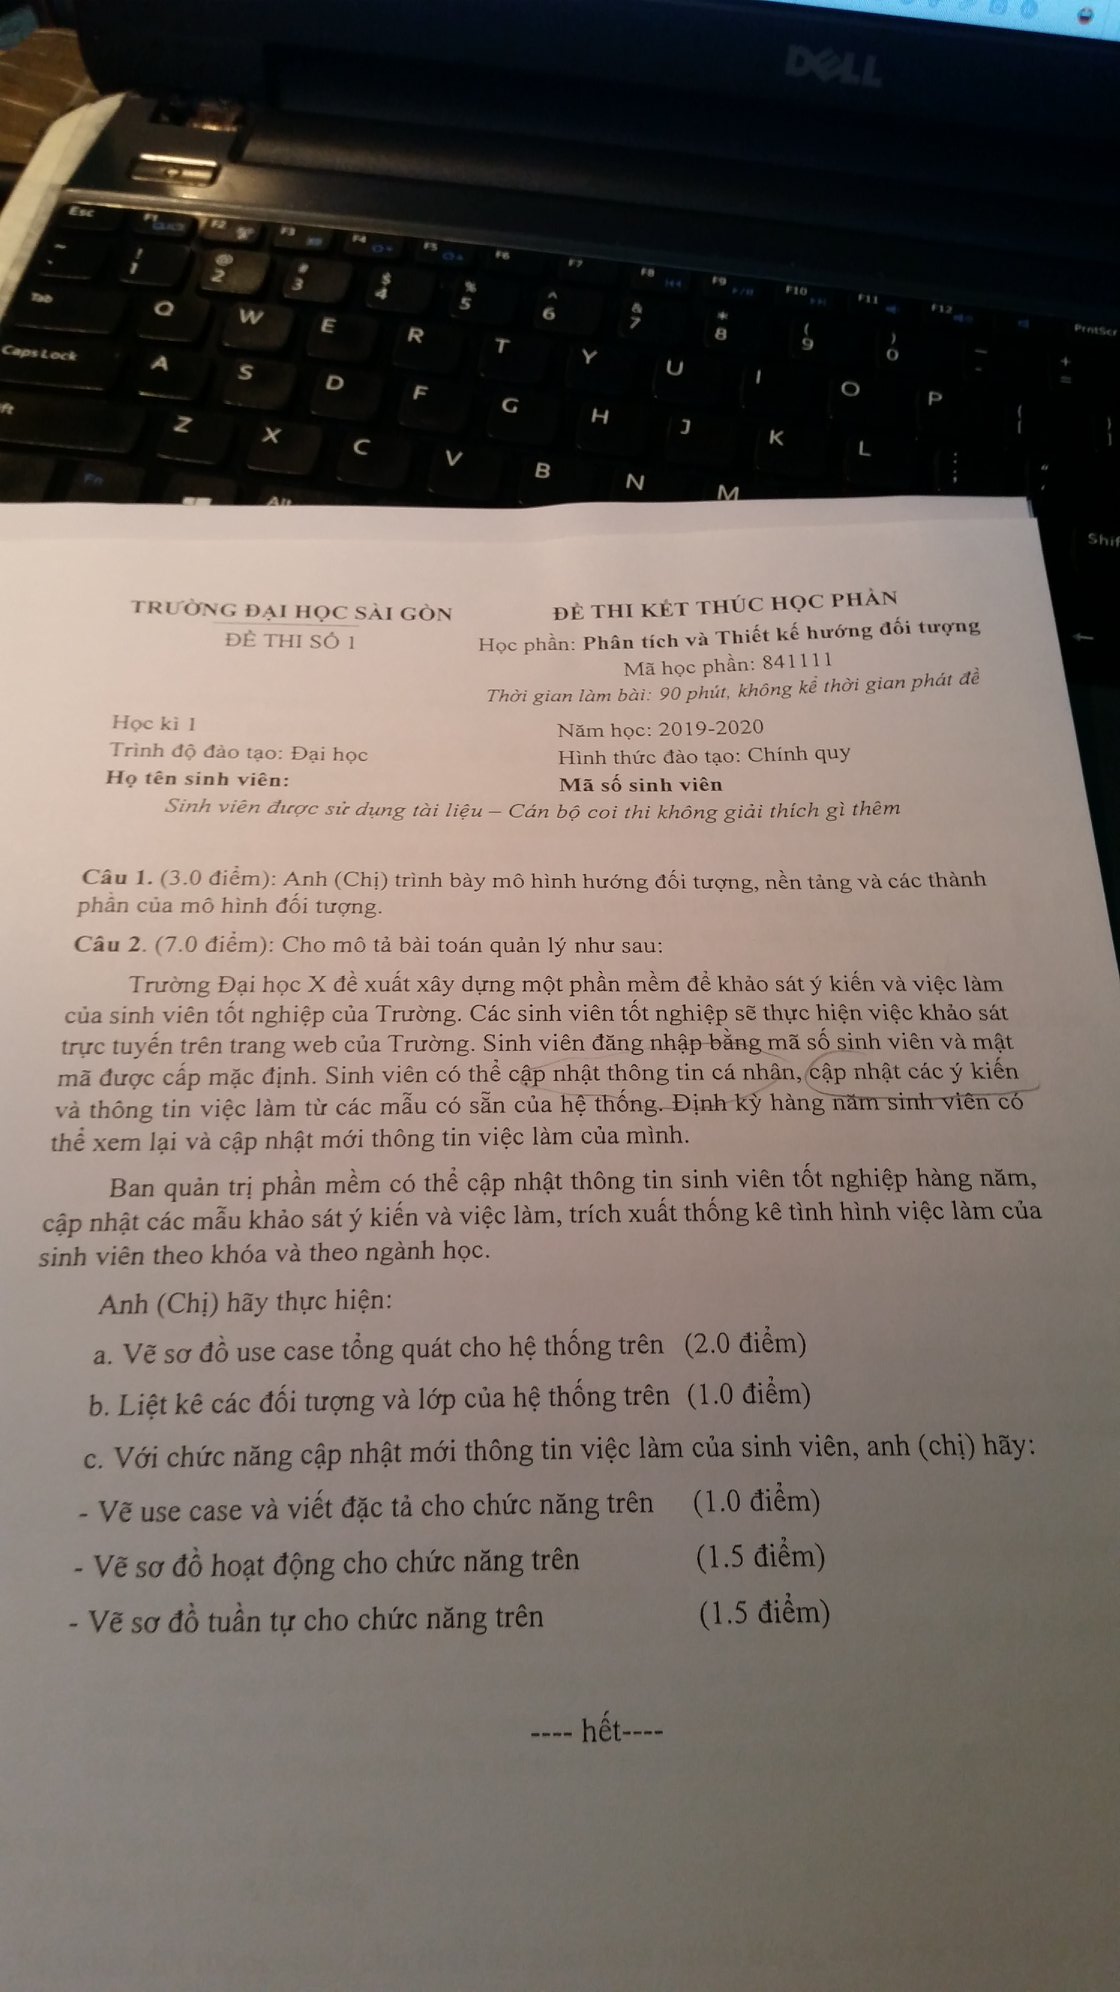 DELL
Esc F1 F2 F3 F4 F5 F6 F7 F8 F9 F10 F11 F12 PrntScr
~ ! 1 @ 2 # 3 $ 4 % 5 ^ 6 & 7 * 8 ( 9 ) 0 - + =
Tab Q W E R T Y U I O P
Caps Lock A S D F G H J K L
Z X C V B N M Shif
Fn Alt
TRƯỜNG ĐẠI HỌC SÀI GÒN
ĐỀ THI SỐ 1
ĐỀ THI KẾT THÚC HỌC PHẦN
Học phần: Phân tích và Thiết kế hướng đối tượng
Mã học phần: 841111
Thời gian làm bài: 90 phút, không kể thời gian phát đề
Học kì 1
Năm học: 2019-2020
Trình độ đào tạo: Đại học
Hình thức đào tạo: Chính quy
Họ tên sinh viên:
Mã số sinh viên
Sinh viên được sử dụng tài liệu – Cán bộ coi thi không giải thích gì thêm
Câu 1. (3.0 điểm): Anh (Chị) trình bày mô hình hướng đối tượng, nền tảng và các thành
phần của mô hình đối tượng.
Câu 2. (7.0 điểm): Cho mô tả bài toán quản lý như sau:
Trường Đại học X đề xuất xây dựng một phần mềm để khảo sát ý kiến và việc làm
của sinh viên tốt nghiệp của Trường. Các sinh viên tốt nghiệp sẽ thực hiện việc khảo sát
trực tuyến trên trang web của Trường. Sinh viên đăng nhập bằng mã số sinh viên và mật
mã được cấp mặc định. Sinh viên có thể cập nhật thông tin cá nhân, cập nhật các ý kiến
và thông tin việc làm từ các mẫu có sẵn của hệ thống. Định kỳ hàng năm sinh viên có
thể xem lại và cập nhật mới thông tin việc làm của mình.
Ban quản trị phần mềm có thể cập nhật thông tin sinh viên tốt nghiệp hàng năm,
cập nhật các mẫu khảo sát ý kiến và việc làm, trích xuất thống kê tình hình việc làm của
sinh viên theo khóa và theo ngành học.
Anh (Chị) hãy thực hiện:
a. Vẽ sơ đồ use case tổng quát cho hệ thống trên (2.0 điểm)
b. Liệt kê các đối tượng và lớp của hệ thống trên (1.0 điểm)
c. Với chức năng cập nhật mới thông tin việc làm của sinh viên, anh (chị) hãy:
- Vẽ use case và viết đặc tả cho chức năng trên (1.0 điểm)
- Vẽ sơ đồ hoạt động cho chức năng trên (1.5 điểm)
- Vẽ sơ đồ tuần tự cho chức năng trên (1.5 điểm)
---- hết----